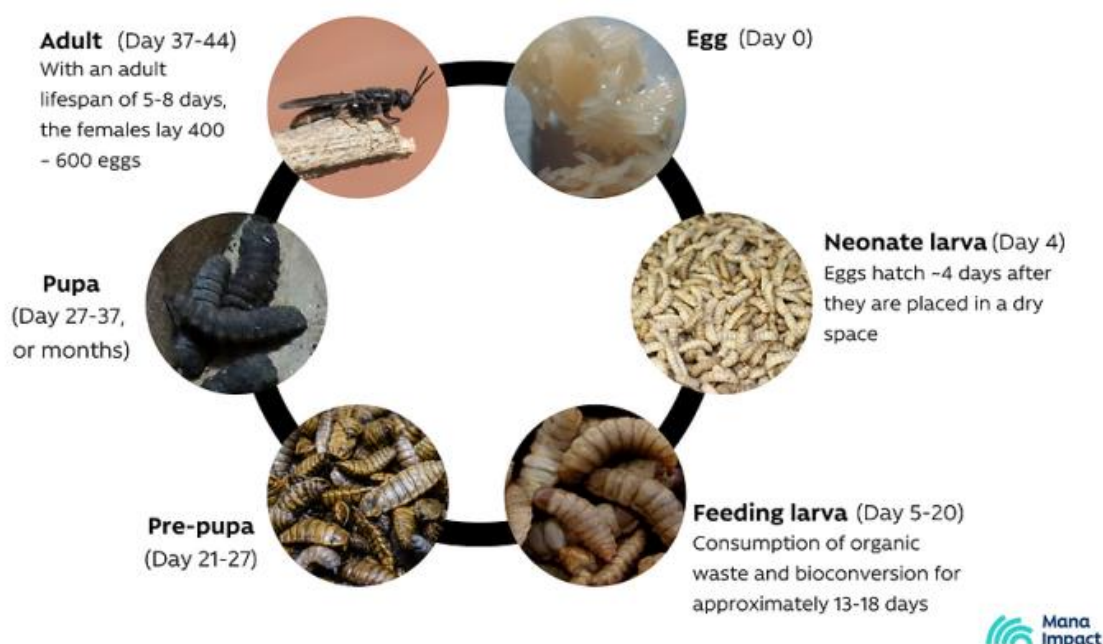 Adult (Day 37-44)
With an adult
lifespan of 5-8 days,
the females lay 400
- 600 eggs
Egg (Day 0)
Neonate larva (Day 4)
Eggs hatch ~4 days after
they are placed in a dry
space
Feeding larva (Day 5-20)
Consumption of organic
waste and bioconversion for
approximately 13-18 days
Pre-pupa
(Day 21-27)
Pupa
(Day 27-37,
or months)
Mana
Impact